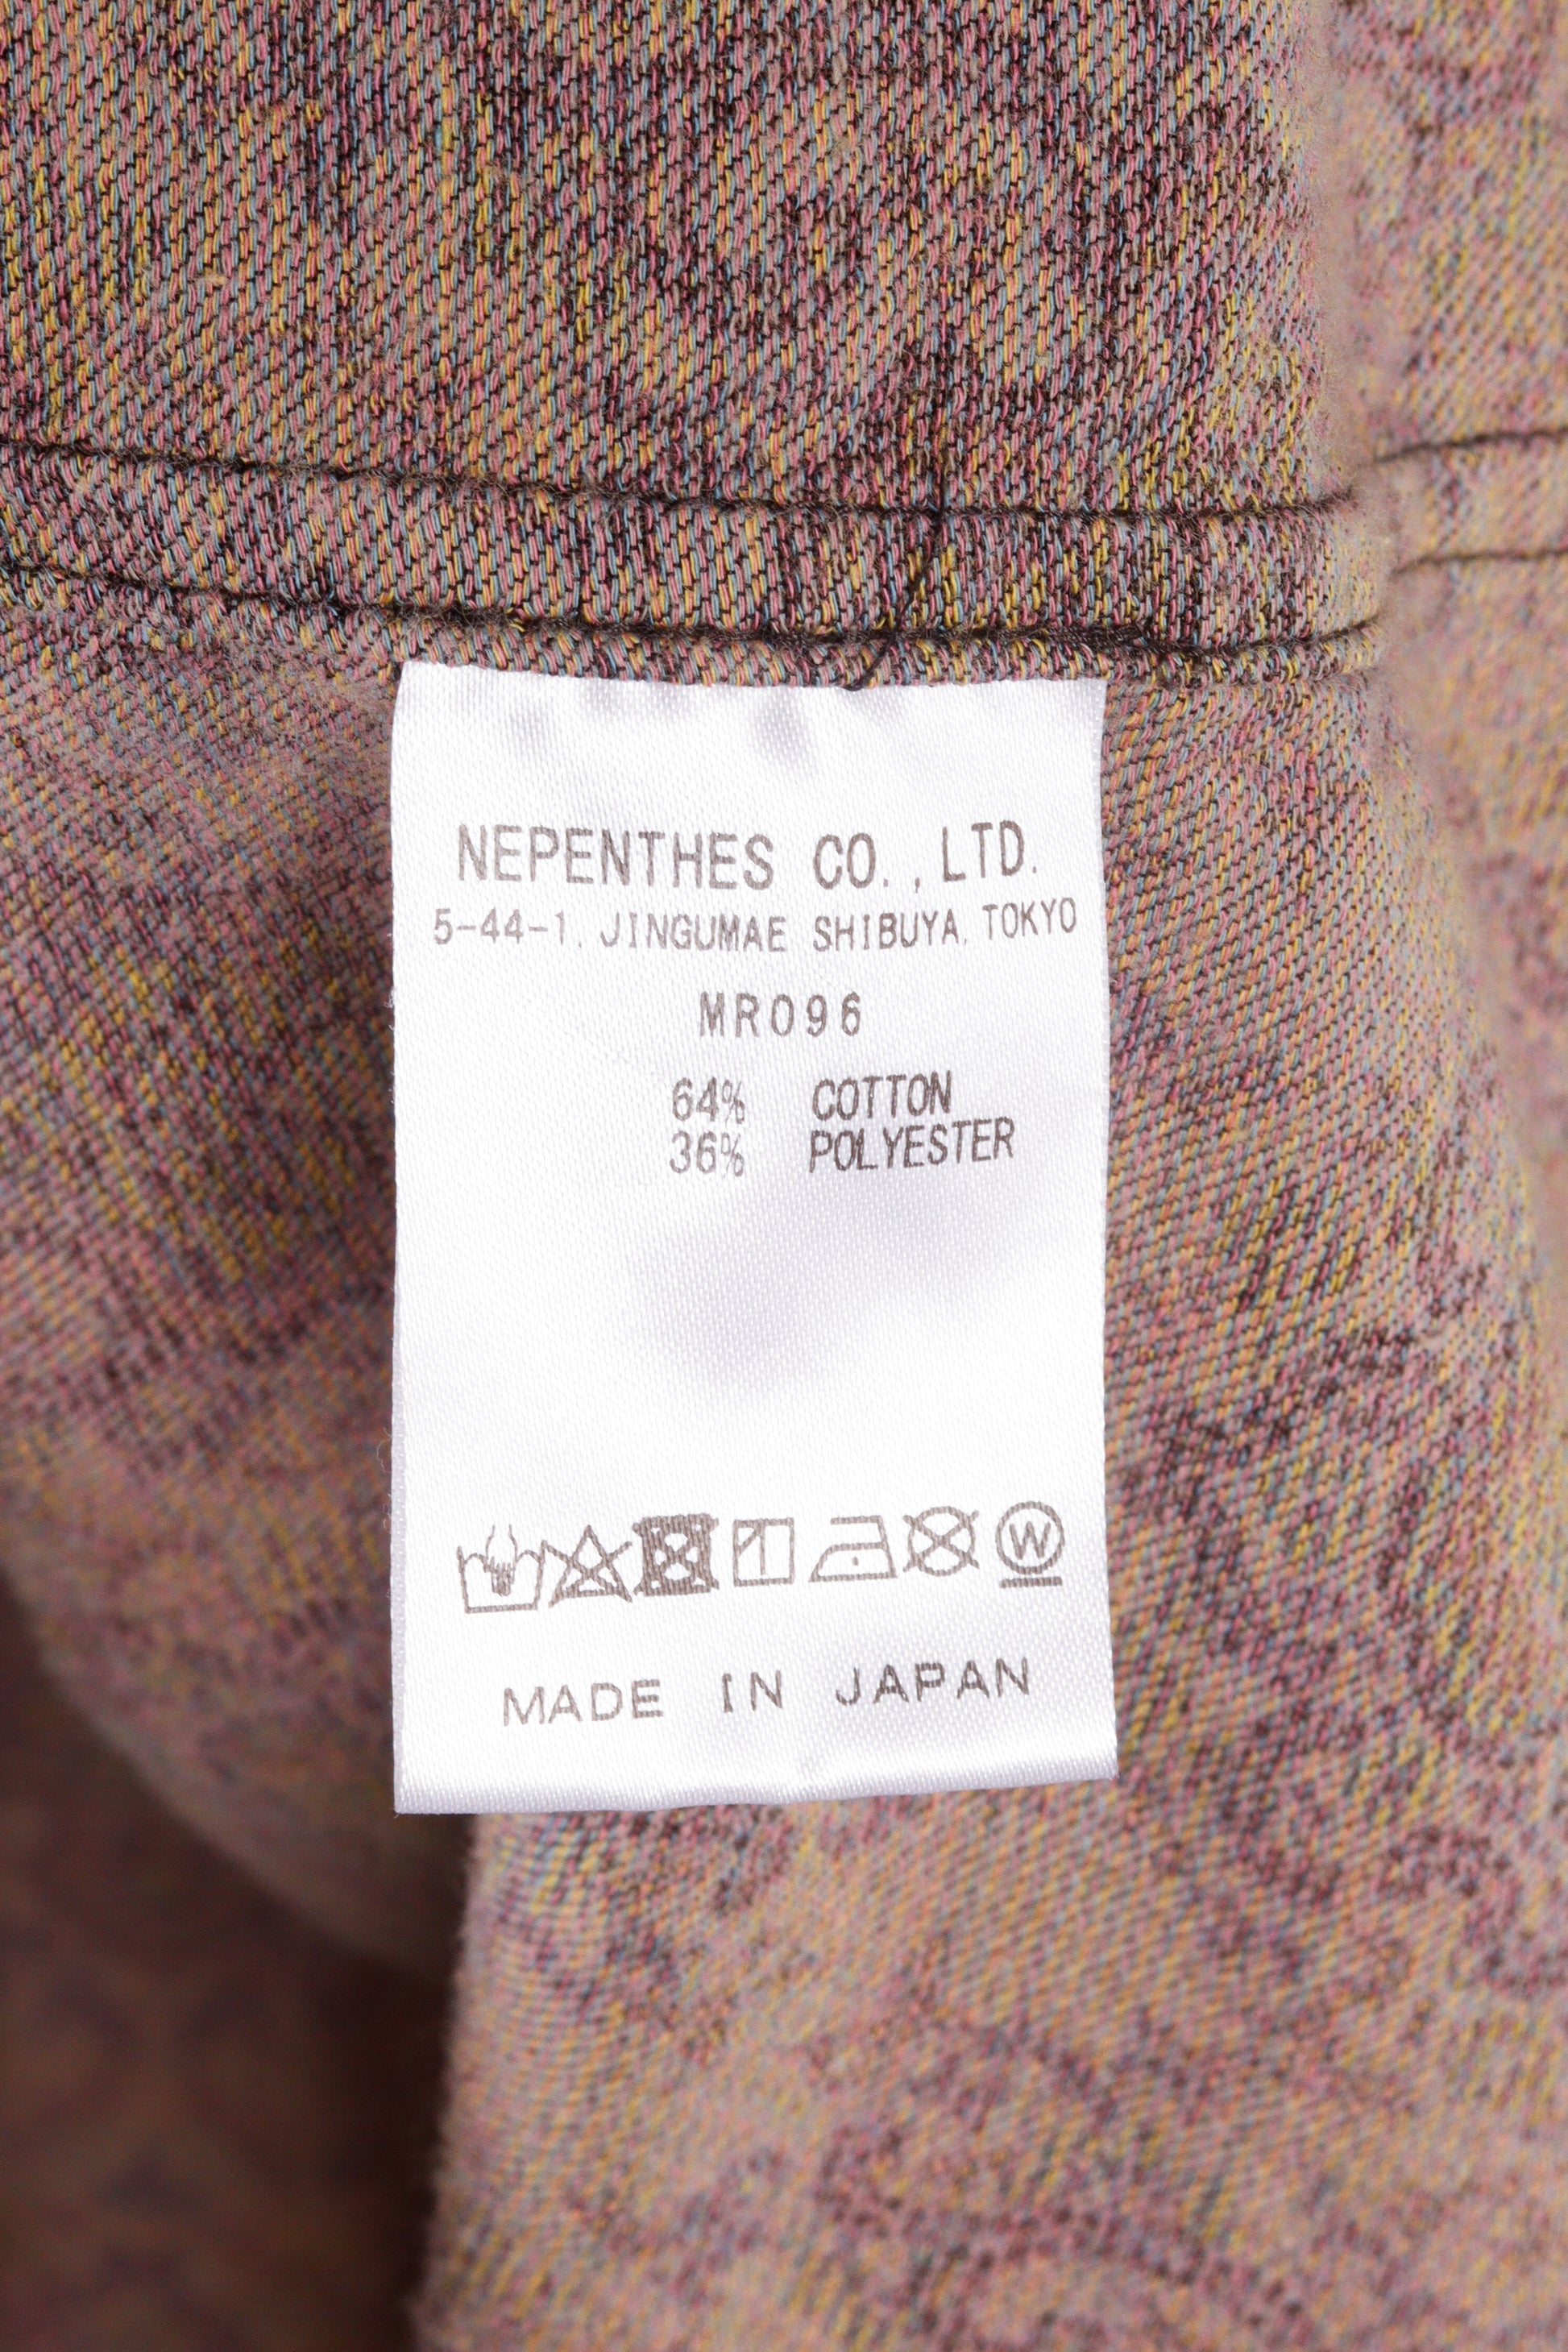 NEPENTHES CO.,LTD.
5-44-1, JINGUMAE SHIBUYA, TOKYO
MR096
64% COTTON
36% POLYESTER
W
MADE IN JAPAN